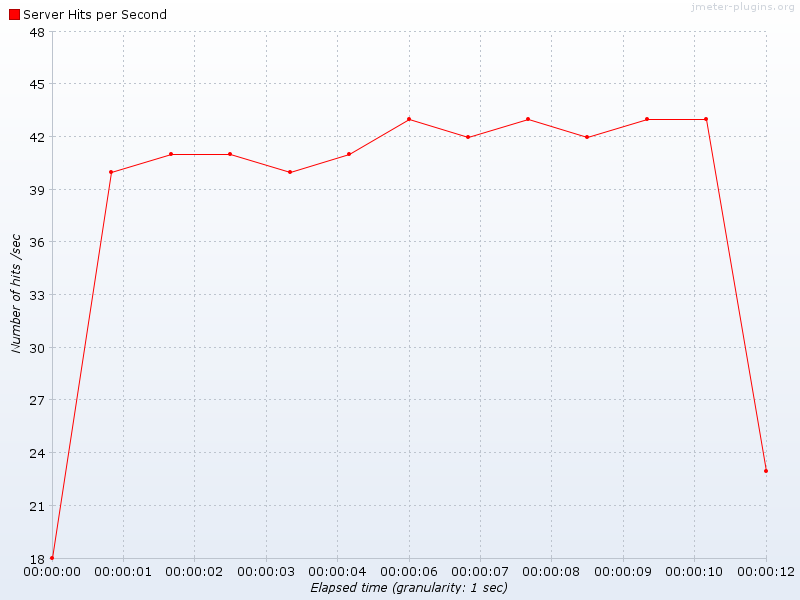 jmeter-plugins.org
Server Hits per Second
48
45
42
39
36
33
30
27
24
21
18
Number of hits /sec
00:00:00 00:00:01 00:00:02 00:00:03 00:00:04 00:00:06 00:00:07 00:00:08 00:00:09 00:00:10 00:00:12
Elapsed time (granularity: 1 sec)